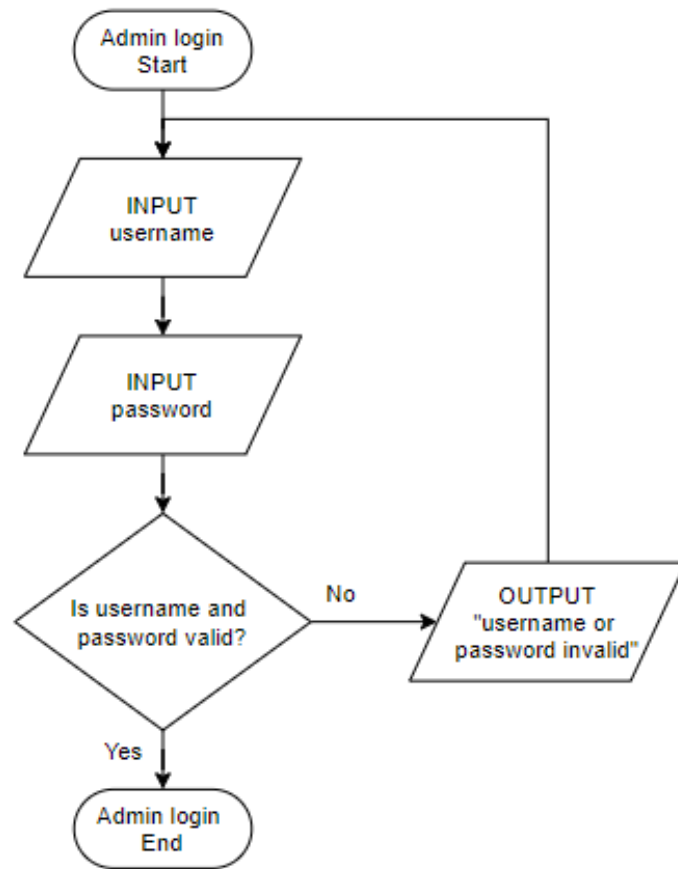 Admin login
Start
INPUT
username
INPUT
password
Is username and
password valid?
No
OUTPUT
"username or
password invalid"
Yes
Admin login
End